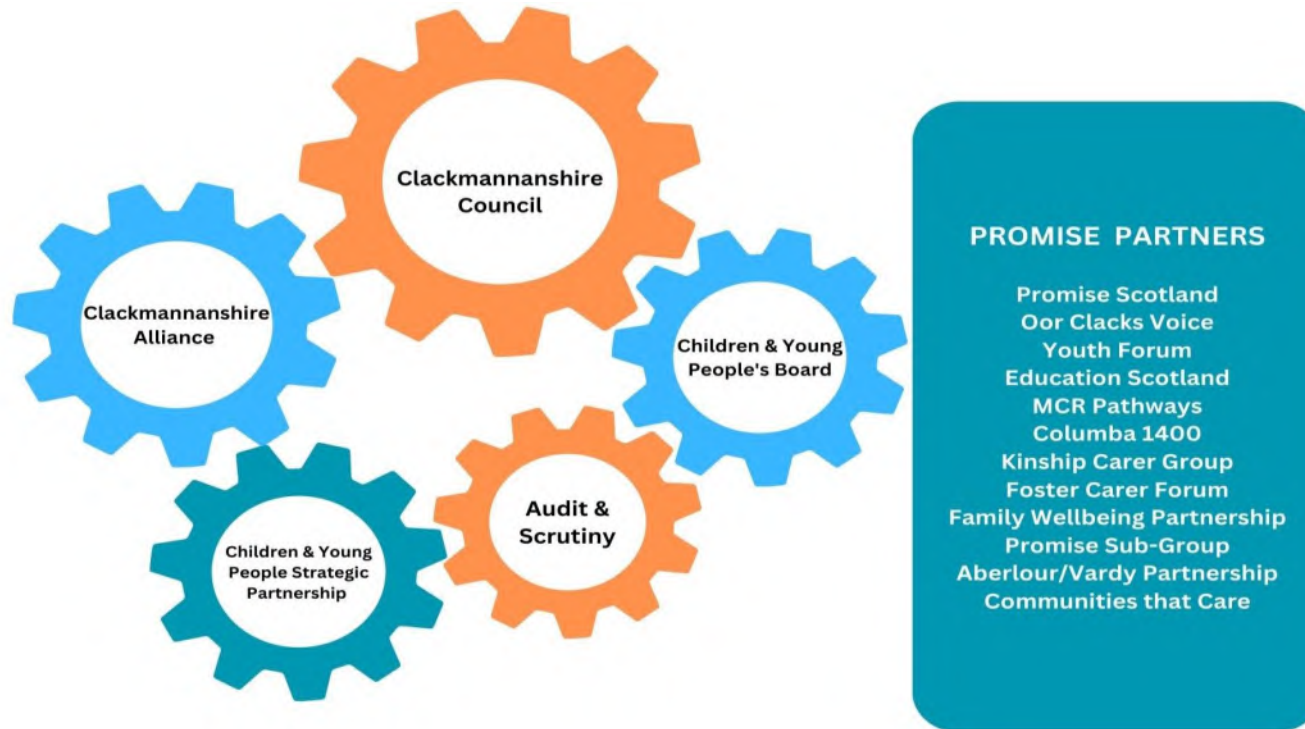 Clackmannanshire
Council
Clackmannanshire
Alliance
Children & Young
People's Board
Children & Young
People Strategic
Partnership
Audit &
Scrutiny
PROMISE PARTNERS
Promise Scotland
Oor Clacks Voice
Youth Forum
Education Scotland
MCR Pathways
Columba 1400
Kinship Carer Group
Foster Carer Forum
Family Wellbeing Partnership
Promise Sub-Group
Aberlour/Vardy Partnership
Communities that Care